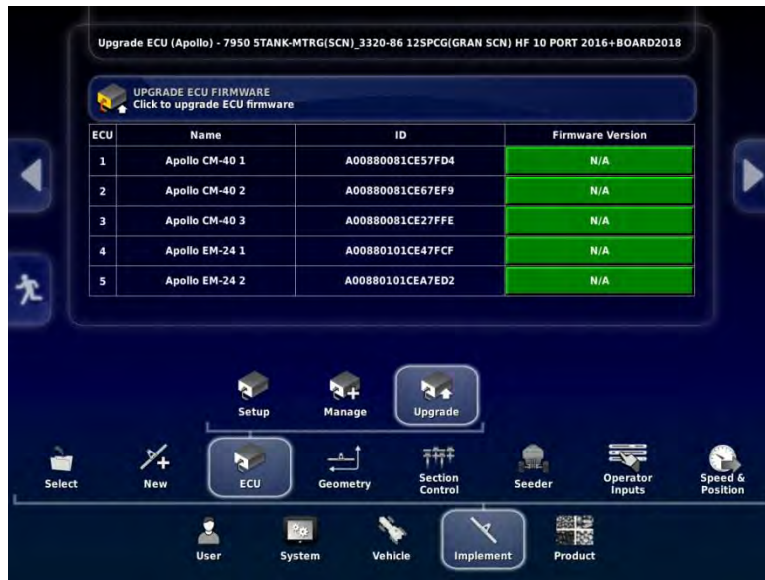 Upgrade ECU (Apollo) - 7950 5TANK-MTRG(SCN)_3320-86 12SPCG(GRAN SCN) HF 10 PORT 2016+BOARD2018
UPGRADE ECU FIRMWARE
Click to upgrade ECU firmware
ECU Name ID Firmware Version
1 Apollo CM-40 1 A00880081CE57FD4 N/A
2 Apollo CM-40 2 A00880081CE67EF9 N/A
3 Apollo CM-40 3 A00880081CE27FFE N/A
4 Apollo EM-24 1 A00880101CE47FCF N/A
5 Apollo EM-24 2 A00880101CEA7ED2 N/A
Setup Manage Upgrade
Select New ECU Geometry Section Control Seeder Operator Inputs Speed & Position
User System Vehicle Implement Product